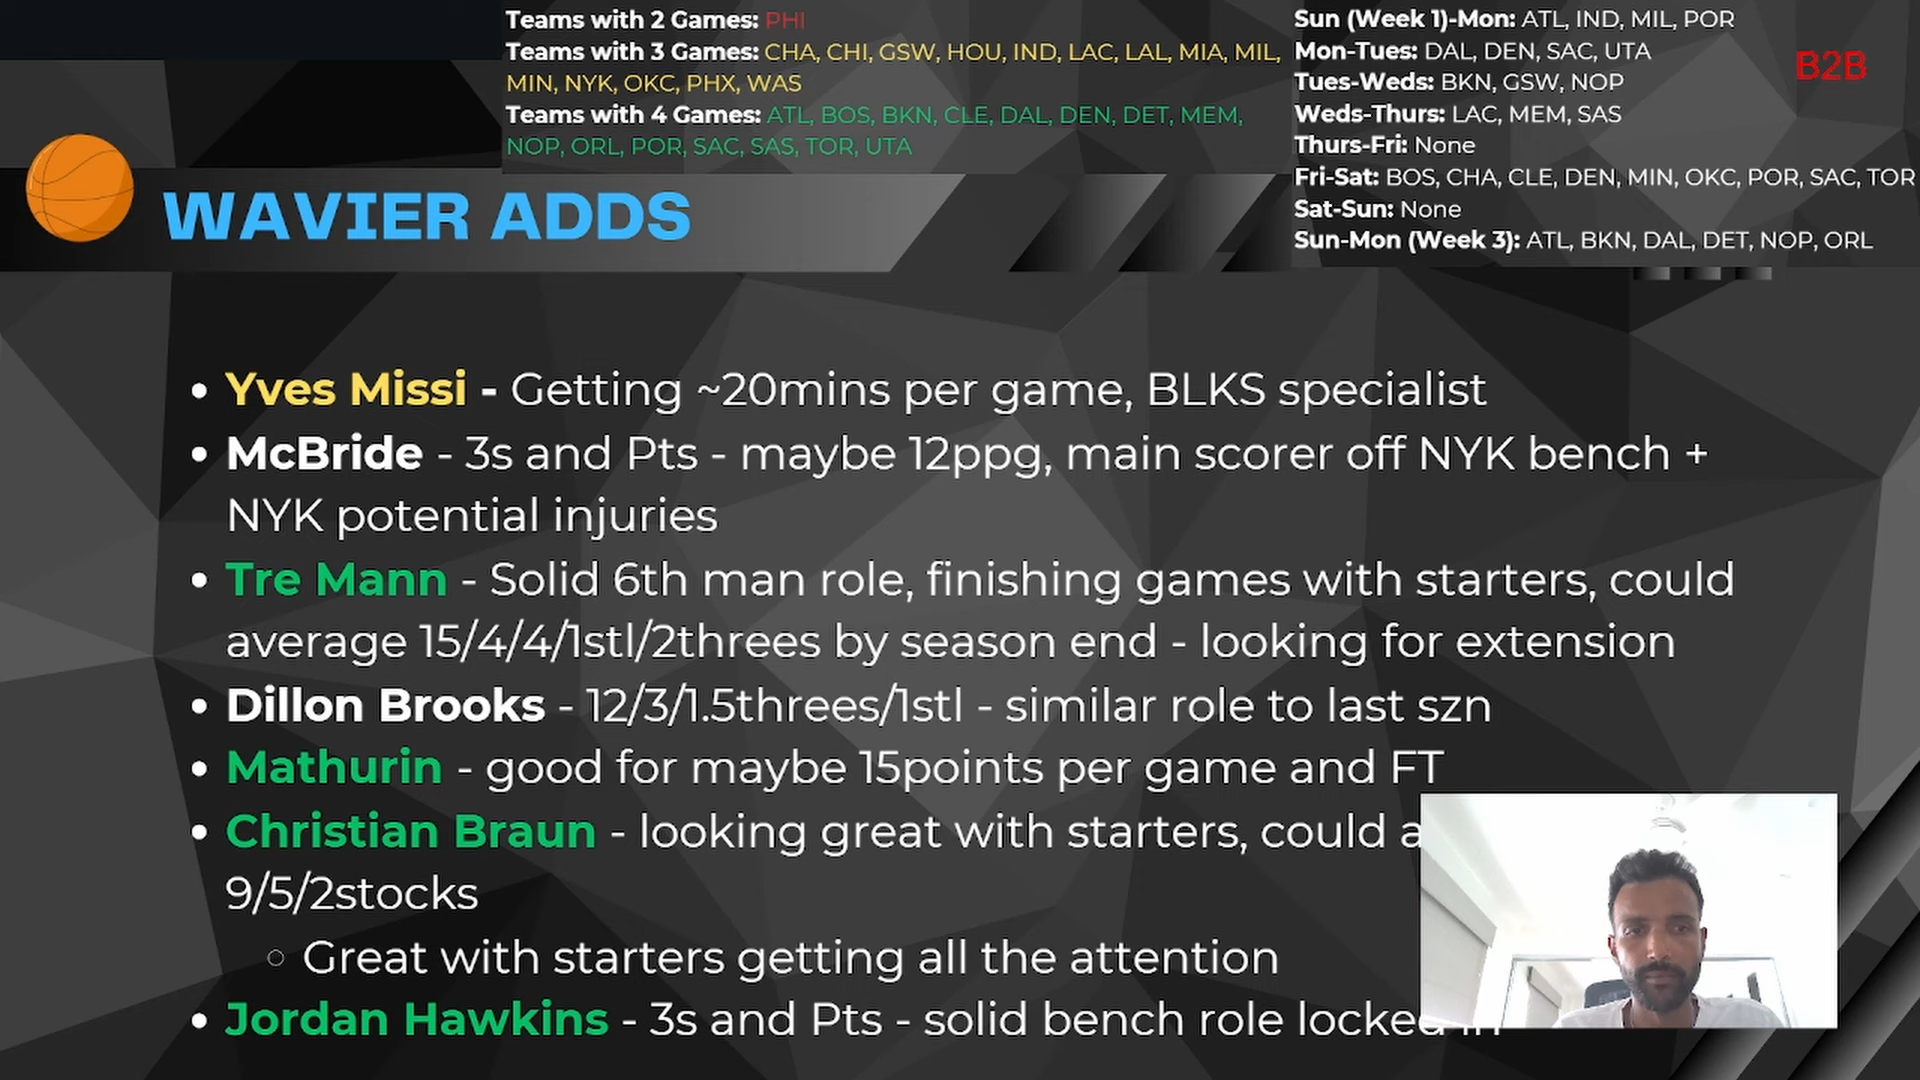 Teams with 2 Games: PHI
Teams with 3 Games: CHA, CHI, GSW, HOU, IND, LAC, LAL, MIA, MIL,
MIN, NYK, OKC, PHX, WAS
Teams with 4 Games: ATL, BOS, BKN, CLE, DAL, DEN, DET, MEM,
NOP, ORL, POR, SAC, SAS, TOR, UTA
Sun (Week 1)-Mon: ATL, IND, MIL, POR
Mon-Tues: DAL, DEN, SAC, UTA
Tues-Weds: BKN, GSW, NOP
Weds-Thurs: LAC, MEM, SAS
Thurs-Fri: None
Fri-Sat: BOS, CHA, CLE, DEN, MIN, OKC, POR, SAC, TOR
Sat-Sun: None
Sun-Mon (Week 3): ATL, BKN, DAL, DET, NOP, ORL
B2B
WAVIER ADDS
• Yves Missi - Getting ~20mins per game, BLKS specialist
• McBride - 3s and Pts - maybe 12ppg, main scorer off NYK bench +
NYK potential injuries
• Tre Mann - Solid 6th man role, finishing games with starters, could
average 15/4/4/1stl/2threes by season end - looking for extension
• Dillon Brooks - 12/3/1.5threes/1stl - similar role to last szn
• Mathurin - good for maybe 15points per game and FT
• Christian Braun - looking great with starters, could a
9/5/2stocks
○ Great with starters getting all the attention
• Jordan Hawkins - 3s and Pts - solid bench role locked in